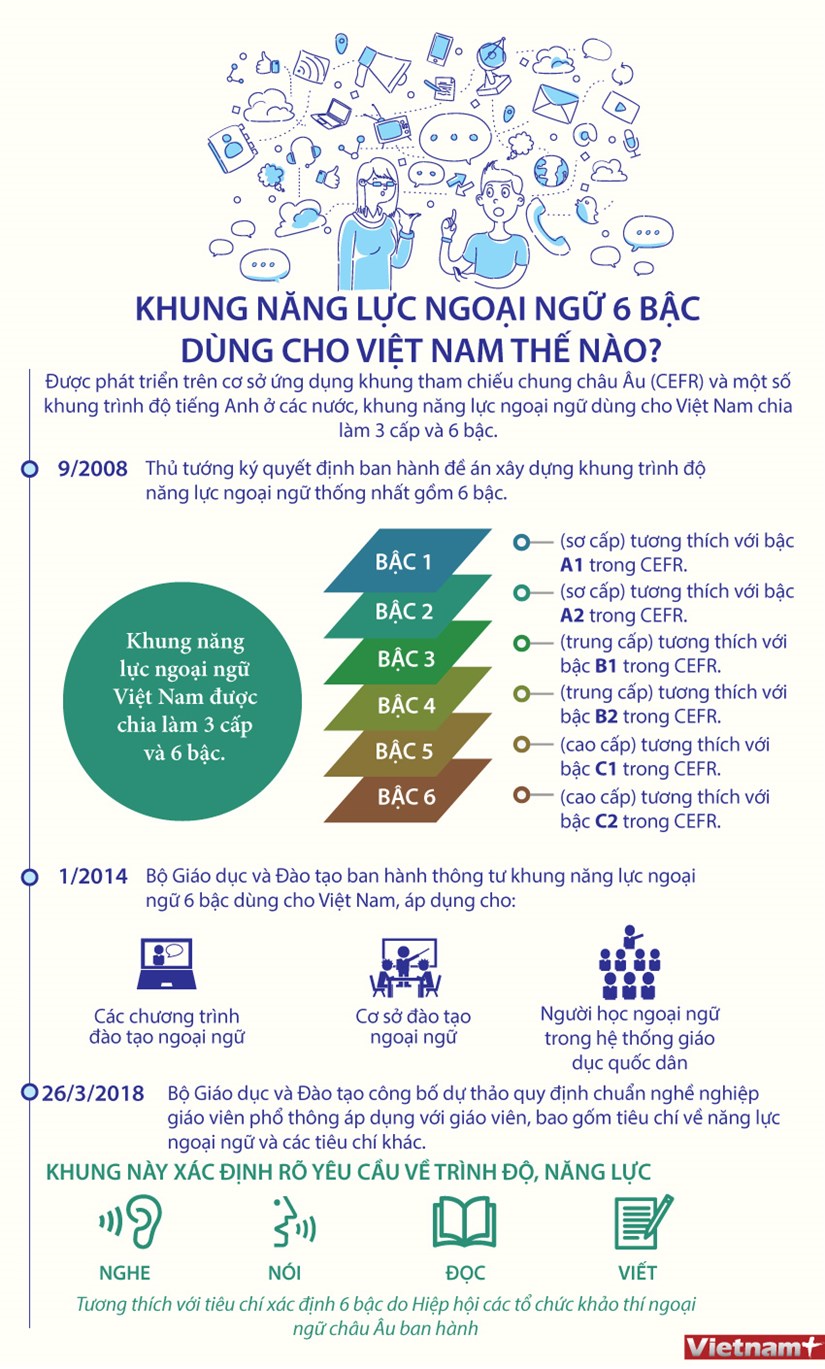 KHUNG NĂNG LỰC NGOẠI NGỮ 6 BẬC
DÙNG CHO VIỆT NAM THẾ NÀO?
Được phát triển trên cơ sở ứng dụng khung tham chiếu chung châu Âu (CEFR) và một số
khung trình độ tiếng Anh ở các nước, khung năng lực ngoại ngữ dùng cho Việt Nam chia
làm 3 cấp và 6 bậc.
9/2008 Thủ tướng ký quyết định ban hành đề án xây dựng khung trình độ
năng lực ngoại ngữ thống nhất gồm 6 bậc.
Khung năng
lực ngoại ngữ
Việt Nam được
chia làm 3 cấp
và 6 bậc.
BẬC 1
(sơ cấp) tương thích với bậc
A1 trong CEFR.
BẬC 2
(sơ cấp) tương thích với bậc
A2 trong CEFR.
BẬC 3
(trung cấp) tương thích với
bậc B1 trong CEFR.
BẬC 4
(trung cấp) tương thích với
bậc B2 trong CEFR.
BẬC 5
(cao cấp) tương thích với
bậc C1 trong CEFR.
BẬC 6
(cao cấp) tương thích với
bậc C2 trong CEFR.
1/2014 Bộ Giáo dục và Đào tạo ban hành thông tư khung năng lực ngoại
ngữ 6 bậc dùng cho Việt Nam, áp dụng cho:
Các chương trình
đào tạo ngoại ngữ
Cơ sở đào tạo
ngoại ngữ
Người học ngoại ngữ
trong hệ thống giáo
dục quốc dân
26/3/2018 Bộ Giáo dục và Đào tạo công bố dự thảo quy định chuẩn nghề nghiệp
giáo viên phổ thông áp dụng với giáo viên, bao gốm tiêu chí về năng lực
ngoại ngữ và các tiêu chí khác.
KHUNG NÀY XÁC ĐỊNH RÕ YÊU CẦU VỀ TRÌNH ĐỘ, NĂNG LỰC
NGHE
NÓI
ĐỌC
VIẾT
Tương thích với tiêu chí xác định 6 bậc do Hiệp hội các tổ chức khảo thí ngoại
ngữ châu Âu ban hành
Vietnam+